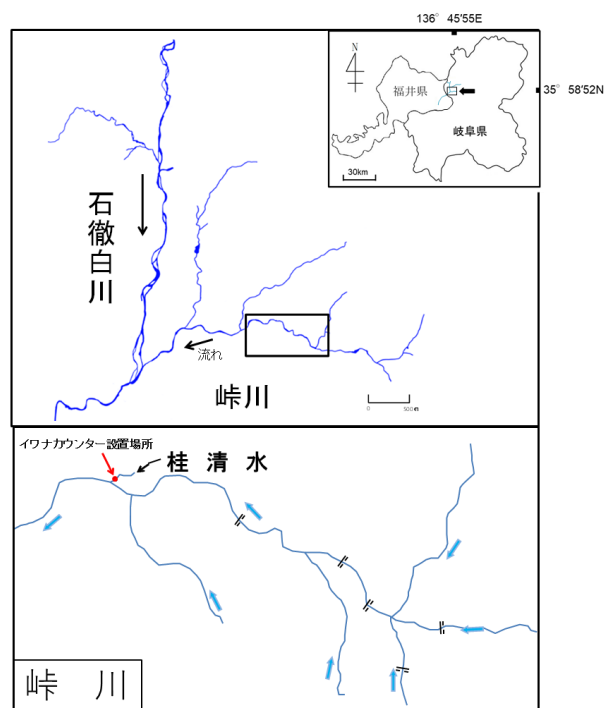 136° 45'55E
N
福井県
岐阜県
35° 58'52N
30km
石徹白川
流れ
峠川
0 500m
イワナカウンター設置場所
桂清水
峠川